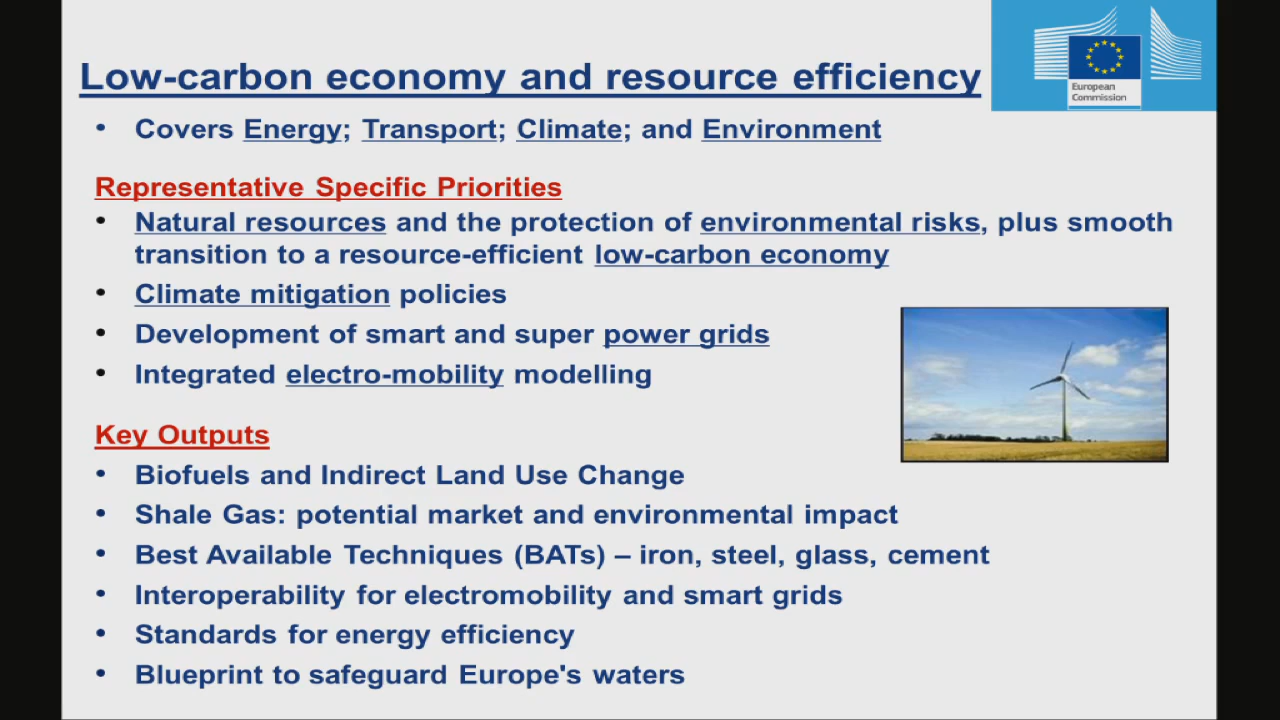 Low-carbon economy and resource efficiency
European
Commission
• Covers Energy; Transport; Climate; and Environment
Representative Specific Priorities
• Natural resources and the protection of environmental risks, plus smooth
transition to a resource-efficient low-carbon economy
• Climate mitigation policies
• Development of smart and super power grids
• Integrated electro-mobility modelling
Key Outputs
• Biofuels and Indirect Land Use Change
• Shale Gas: potential market and environmental impact
• Best Available Techniques (BATs) – iron, steel, glass, cement
• Interoperability for electromobility and smart grids
• Standards for energy efficiency
• Blueprint to safeguard Europe's waters